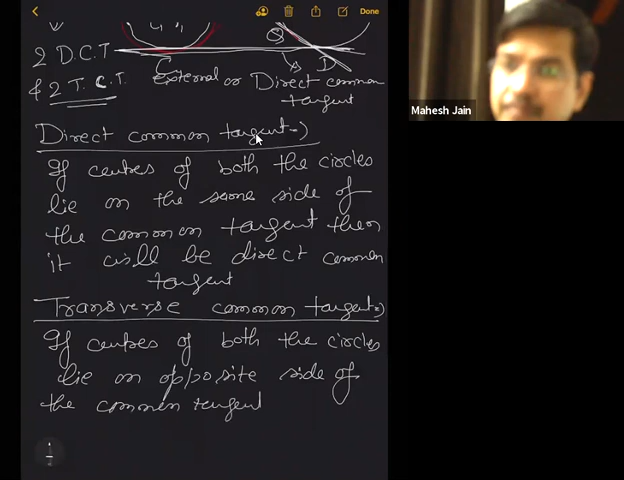 2 D.C.T
& 2 T.C.T.
C
Q
D
External or Direct common
tangent
Direct common tangent ⇒)
If centres of both the circles
lie on the same side of
the common tangent then
it will be direct common
tangent
Transverse common tangent ⇒)
If centres of both the circles
lie on opposite side of
the common tangent
Done
Mahesh Jain